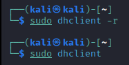 ┌──(kali㉿kali)-[~]
└─$ sudo dhclient -r
┌──(kali㉿kali)-[~]
└─$ sudo dhclient